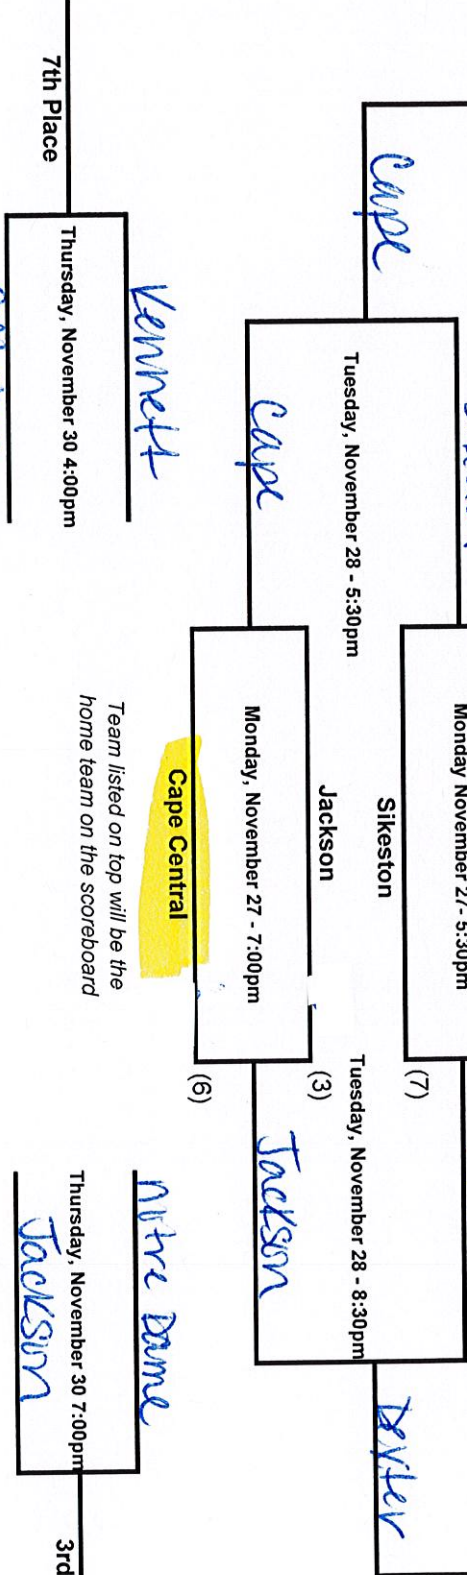 Monday November 27- 5:30pm
Sikeston
(7)
Cape
Tuesday, November 28 - 5:30pm
Tuesday, November 28 - 8:30pm
Dexter
Jackson
(3)
Cape
Monday, November 27 - 7:00pm
Jackson
Cape Central
(6)
Team listed on top will be the
home team on the scoreboard
Kennett
Notre Dame
7th Place
Thursday, November 30 4:00pm
Thursday, November 30 7:00pm
3rd
Jackson